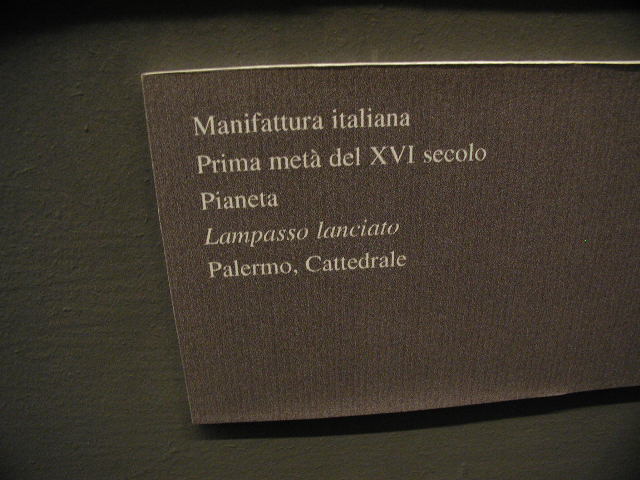 Manifattura italiana
Prima metà del XVI secolo
Pianeta
Lampasso lanciato
Palermo, Cattedrale